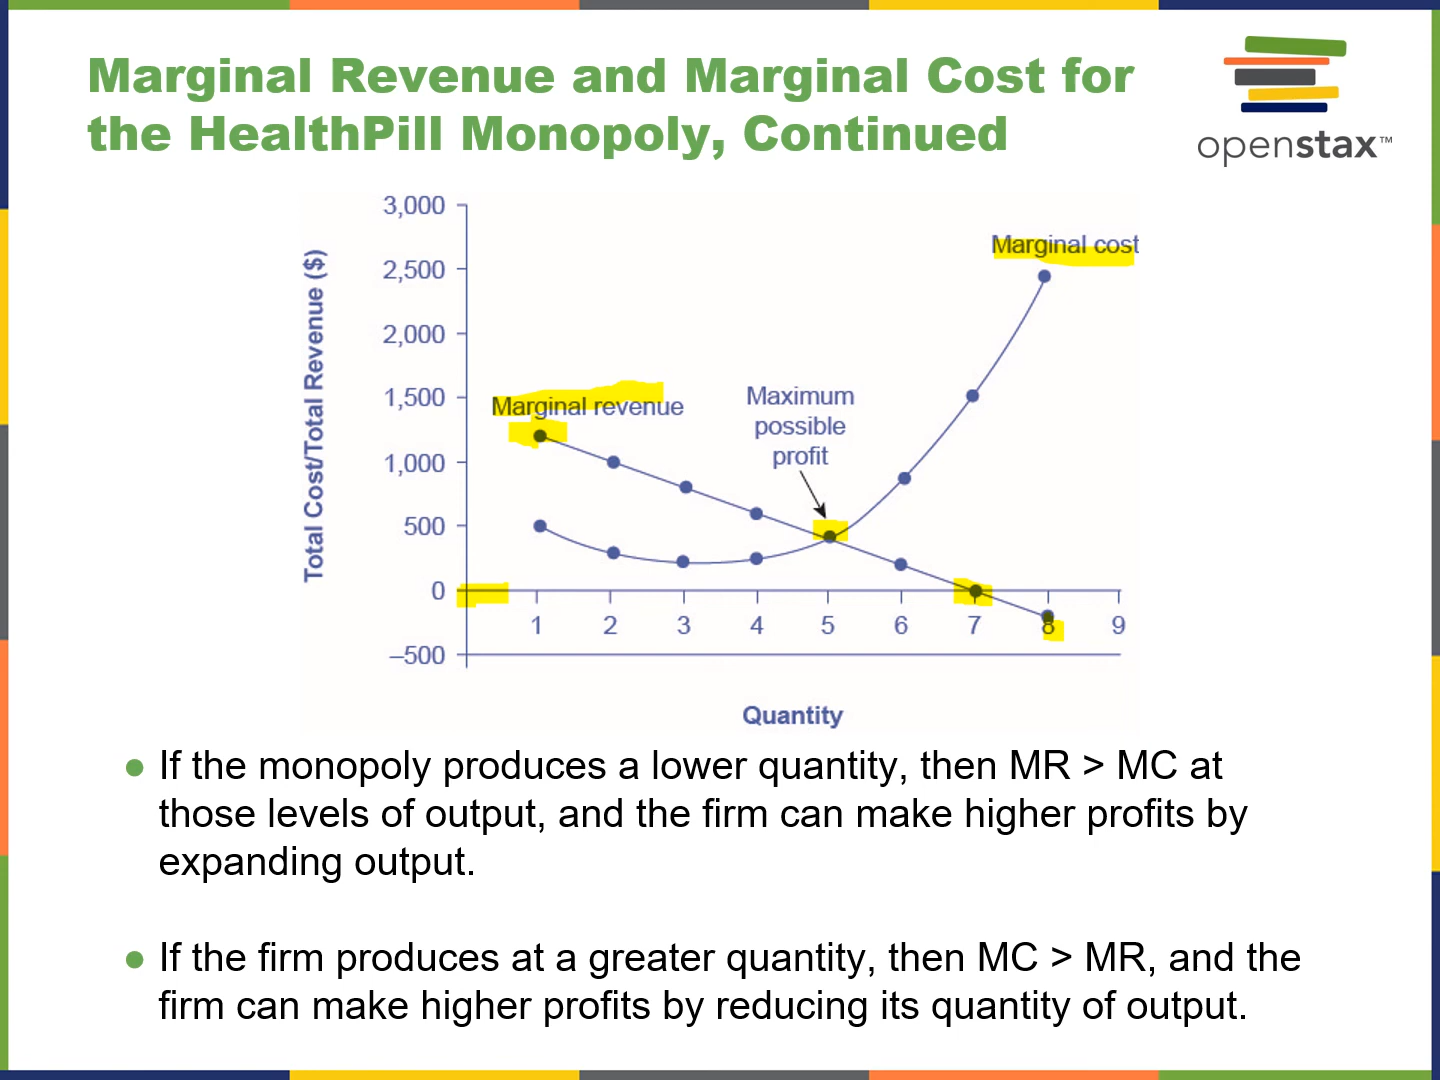 Marginal Revenue and Marginal Cost for
the HealthPill Monopoly, Continued
openstax™
Total Cost/Total Revenue ($)
3,000
2,500
2,000
1,500
1,000
500
0
–500
Marginal cost
Marginal revenue
Maximum
possible
profit
1 2 3 4 5 6 7 8 9
Quantity
● If the monopoly produces a lower quantity, then MR > MC at
those levels of output, and the firm can make higher profits by
expanding output.
● If the firm produces at a greater quantity, then MC > MR, and the
firm can make higher profits by reducing its quantity of output.